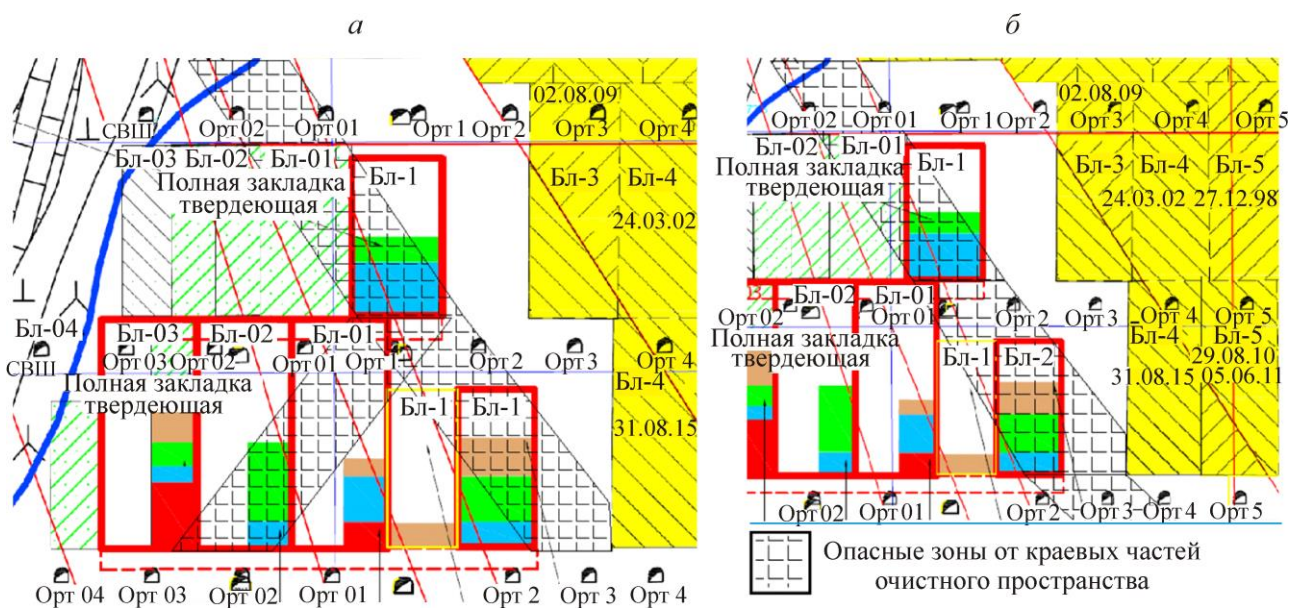 а
02.08.09
СВШ Орт 02 Орт 01 Орт 1 Орт 2 Орт 3 Орт 4
Бл-03 Бл-02 Бл-01
Полная закладка
твердеющая
Бл-1 Бл-3 Бл-4
24.03.02
Бл-04 Бл-03 Бл-02 Бл-01
СВШ Орт 03 Орт 02 Орт 01 Орт 1 Орт 2 Орт 3 Орт 4
Полная закладка
твердеющая
Бл-1 Бл-1 Бл-4
31.08.15
Орт 04 Орт 03 Орт 02 Орт 01 Орт 2 Орт 3 Орт 4
б
02.08.09
Орт 02 Орт 01 Орт 1 Орт 2 Орт 3 Орт 4 Орт 5
Бл-02 Бл-01
Полная закладка
твердеющая
Бл-1 Бл-3 Бл-4 Бл-5
24.03.02 27.12.98
Бл-02 Бл-01
Орт 02 Орт 01 Орт 2 Орт 3 Орт 4 Орт 5
Полная закладка
твердеющая
Бл-1 Бл-2 Бл-4 Бл-5
29.08.10
31.08.15 05.06.11
Орт 02 Орт 01 Орт 2 Орт 3 Орт 4 Орт 5
Опасные зоны от краевых частей
очистного пространства